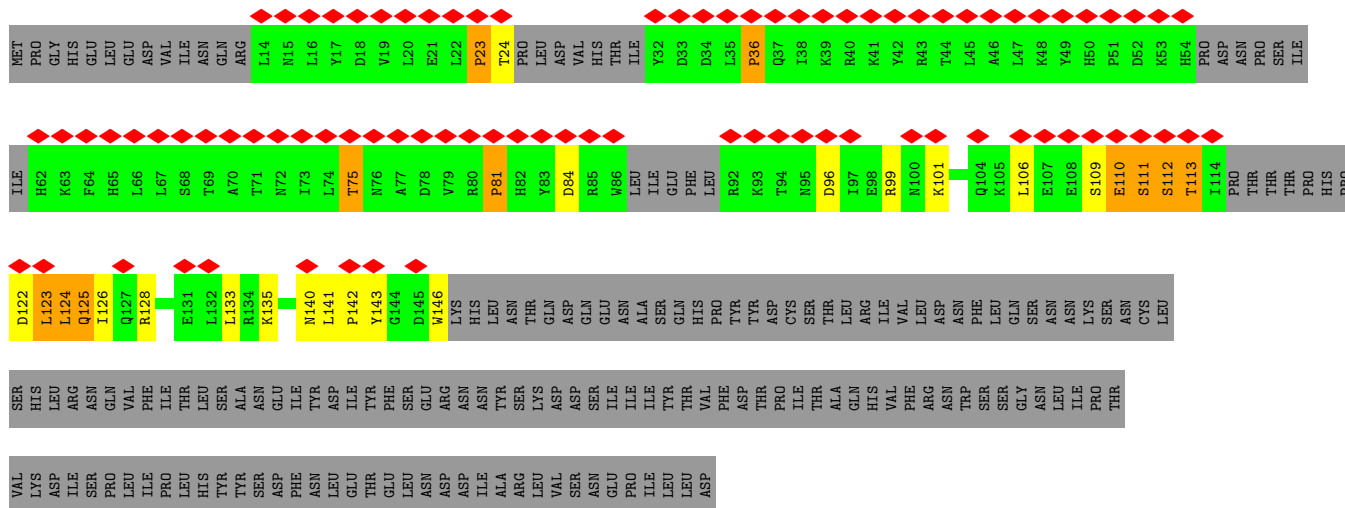 MET PRO GLY HIS GLU LEU GLU ASP VAL ILE ASN GLN ARG L14 N15 L16 Y17 D18 V19 L20 E21 L22 P23 T24 PRO LEU ASP VAL HIS THR ILE Y32 D33 D34 L35 P36 Q37 I38 K39 R40 K41 Y42 R43 T44 L45 A46 L47 K48 Y49 H50 P51 D52 K53 H54 PRO ASP ASN PRO SER ILE
ILE H62 K63 F64 H65 L66 L67 S68 T69 A70 T71 N72 I73 L74 T75 N76 A77 D78 V79 R80 P81 H82 Y83 D84 R85 W86 LEU ILE GLU PHE LEU R92 K93 T94 N95 D96 I97 E98 R99 N100 K101 Q104 K105 L106 E107 E108 S109 E110 S111 S112 T113 I114 PRO THR THR THR PRO HIS PRO
D122 L123 L124 Q125 I126 Q127 R128 E131 L132 L133 R134 K135 N140 L141 P142 Y143 G144 D145 W146 LYS HIS LEU ASN THR GLN ASP GLN GLU ASN ALA SER GLN HIS PRO TYR TYR ASP CYS SER THR LEU ARG ILE VAL LEU ASP ASN PHE LEU GLN SER ASN ASN LYS SER ASN CYS LEU
SER HIS LEU ARG ASN GLN VAL PHE ILE THR LEU SER ALA ASN GLU ILE TYR ASP ILE TYR PHE SER GLU ARG ASN ASN TYR SER LYS ASP ASP SER ILE ILE ILE TYR THR VAL PHE ASP THR PRO ILE THR ALA GLN HIS VAL PHE ARG ASN TRP SER SER GLY ASN LEU ILE PRO THR
VAL LYS ASP ILE SER PRO LEU ILE PRO LEU HIS TYR TYR SER ASP PHE ASN LEU GLU THR GLU LEU ASN ASP ASP ILE ALA ARG LEU VAL SER ASN GLU PRO ILE LEU LEU ASP